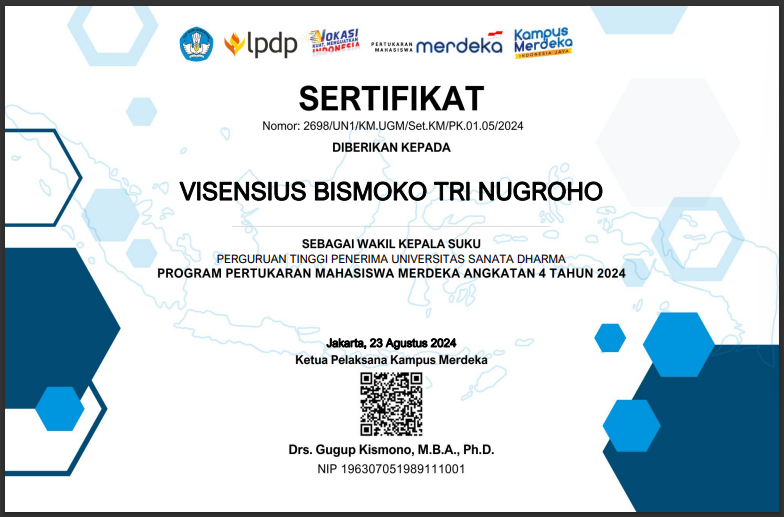 lpdp
VOKASI
KUAT, MENGUATKAN
INDONESIA
PERTUKARAN
MAHASISWA
merdeka
Kampus
Merdeka
INDONESIA JAYA
SERTIFIKAT
Nomor: 2698/UN1/KM.UGM/Set.KM/PK.01.05/2024
DIBERIKAN KEPADA
VISENSIUS BISMOKO TRI NUGROHO
SEBAGAI WAKIL KEPALA SUKU
PERGURUAN TINGGI PENERIMA UNIVERSITAS SANATA DHARMA
PROGRAM PERTUKARAN MAHASISWA MERDEKA ANGKATAN 4 TAHUN 2024
Jakarta, 23 Agustus 2024
Ketua Pelaksana Kampus Merdeka
Drs. Gugup Kismono, M.B.A., Ph.D.
NIP 196307051989111001